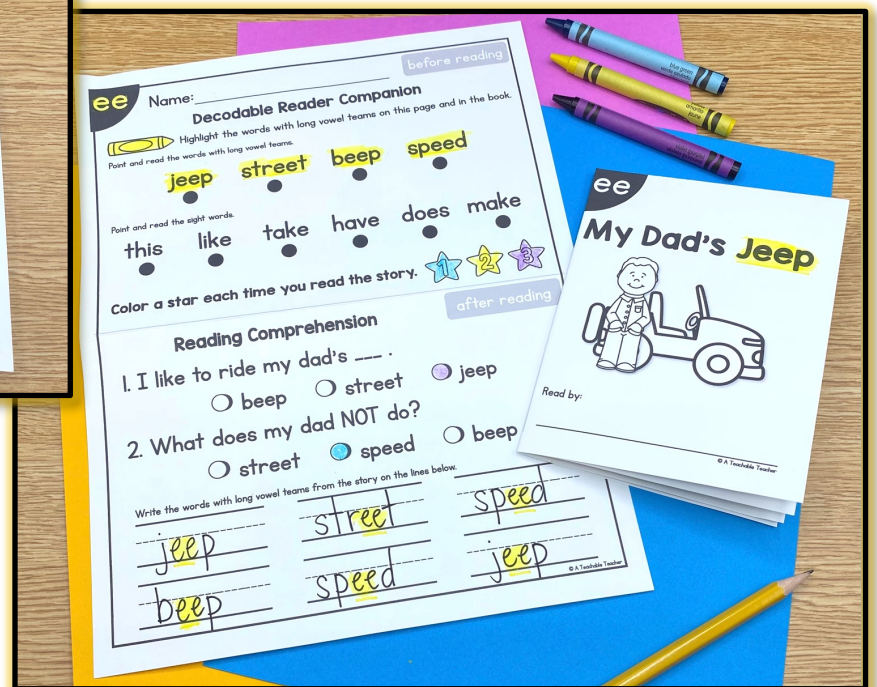 before reading
ee
Name:
Decodable Reader Companion
Highlight the words with long vowel teams on this page and in the book.
Point and read the words with long vowel teams.
jeep street beep speed
Point and read the sight words.
this like take have does make
Color a star each time you read the story. 1 2 3
after reading
Reading Comprehension
1. I like to ride my dad's ___ .
beep street jeep
2. What does my dad NOT do?
street speed beep
Write the words with long vowel teams from the story on the lines below.
jeep street speed
beep speed jeep
© A Teachable Teacher
blue green
ee
My Dad's Jeep
Read by:
© A Teachable Teacher